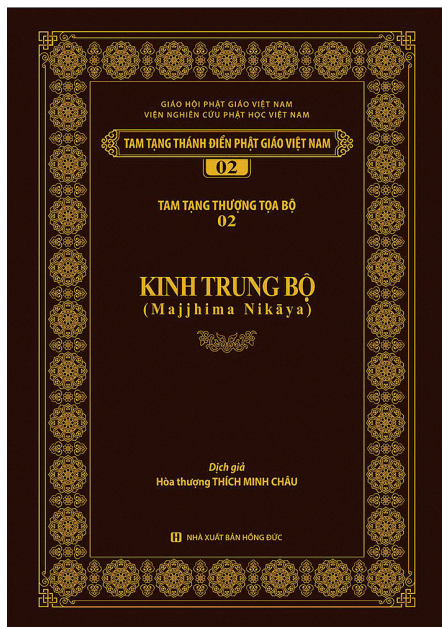 GIÁO HỘI PHẬT GIÁO VIỆT NAM
VIỆN NGHIÊN CỨU PHẬT HỌC VIỆT NAM
TAM TẠNG THÁNH ĐIỂN PHẬT GIÁO VIỆT NAM
02
TAM TẠNG THƯỢNG TỌA BỘ
02
KINH TRUNG BỘ
(Majjhima Nikāya)
Dịch giả
Hòa thượng THÍCH MINH CHÂU
H NHÀ XUẤT BẢN HỒNG ĐỨC